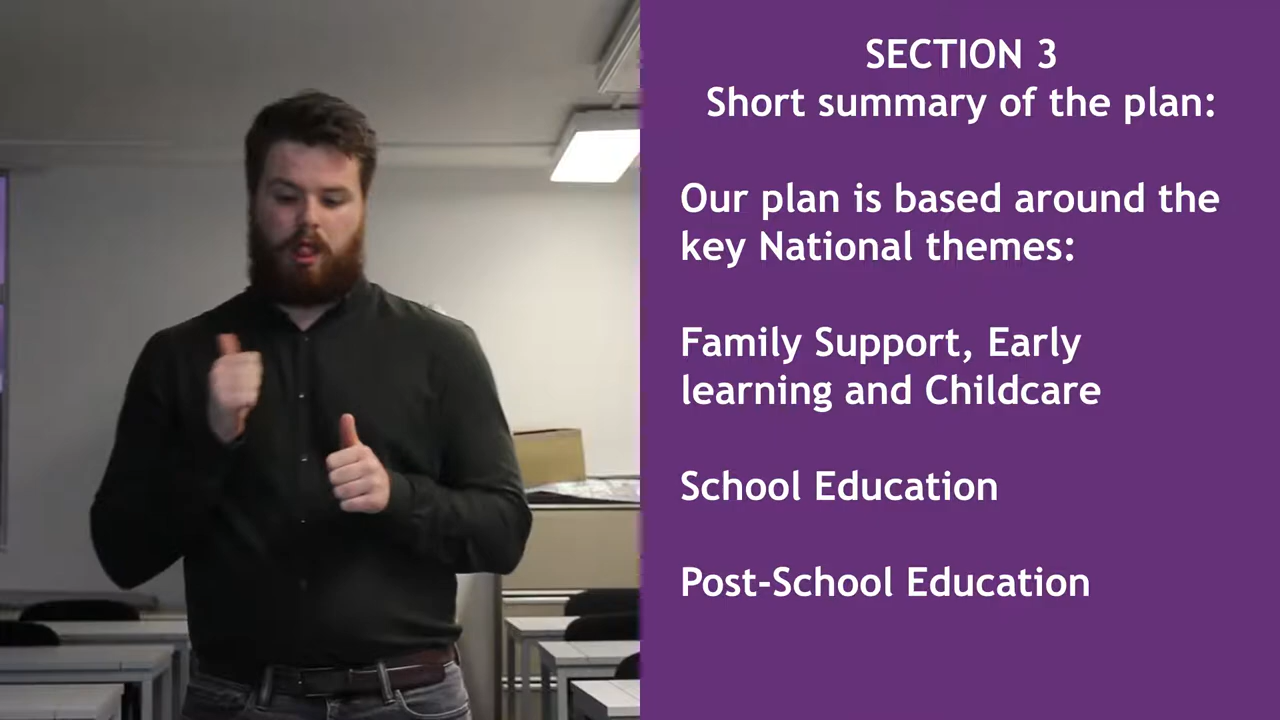 SECTION 3
Short summary of the plan:
Our plan is based around the
key National themes:
Family Support, Early
learning and Childcare
School Education
Post-School Education